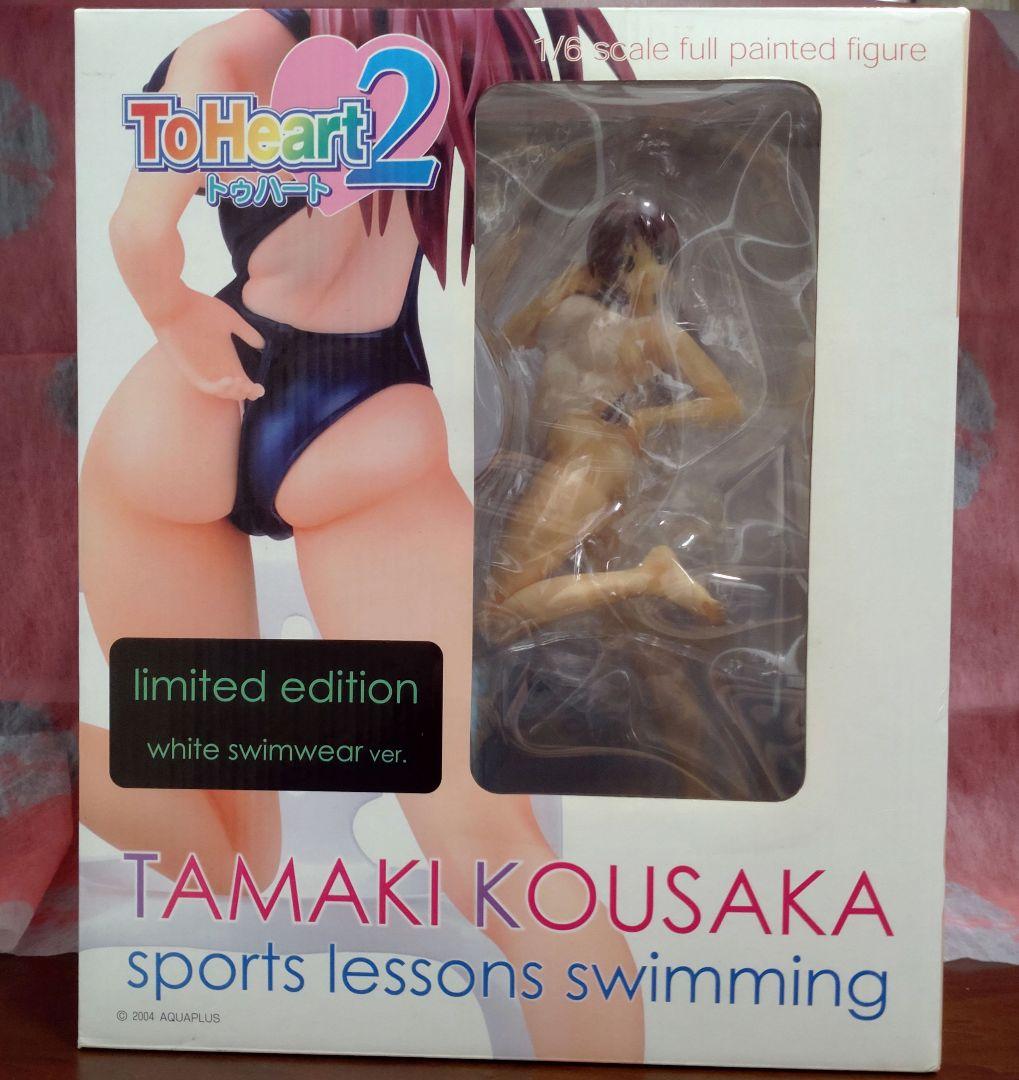 1/6 scale full painted figure
ToHeart2
トゥハート
limited edition
white swimwear ver.
TAMAKI KOUSAKA
sports lessons swimming
© 2004 AQUAPLUS